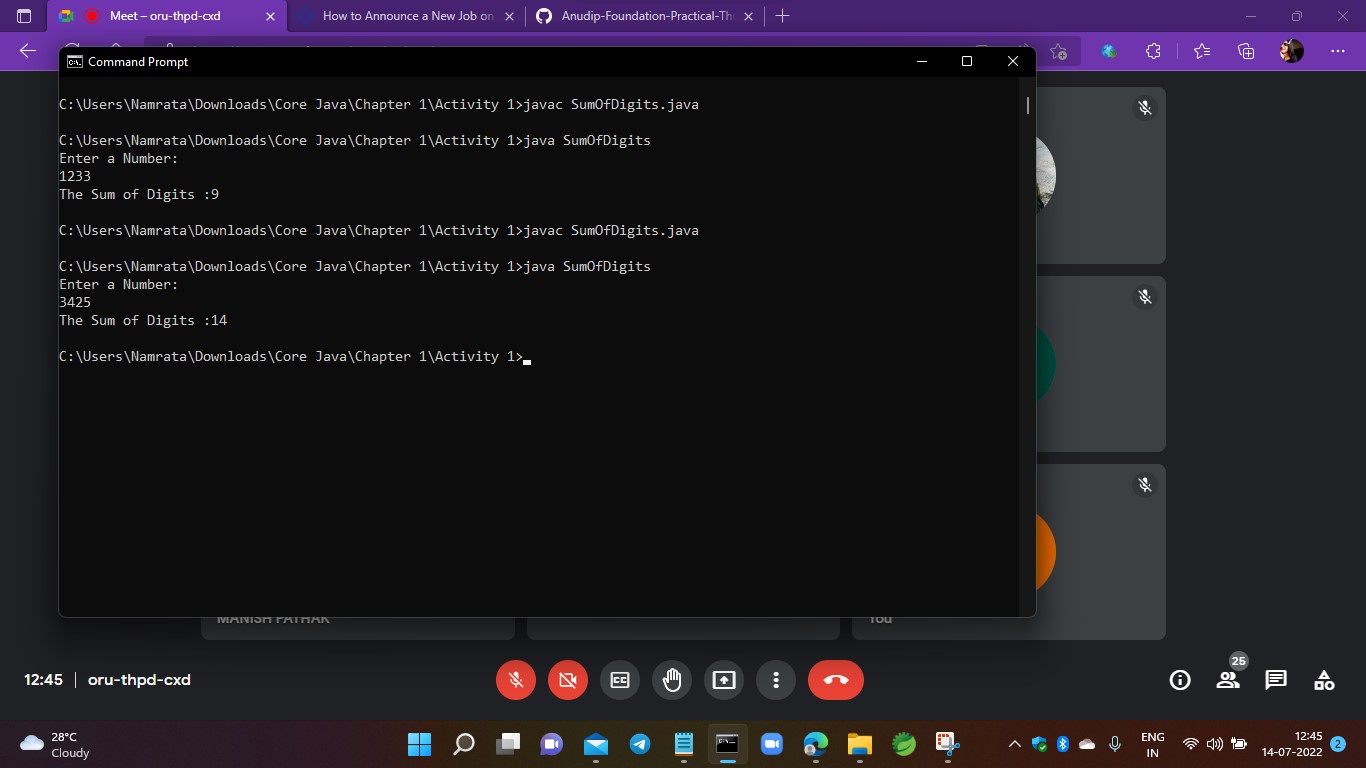 Meet – oru-thpd-cxd
How to Announce a New Job on
Anudip-Foundation-Practical-Th
Command Prompt
C:\Users\Namrata\Downloads\Core Java\Chapter 1\Activity 1>javac SumOfDigits.java
C:\Users\Namrata\Downloads\Core Java\Chapter 1\Activity 1>java SumOfDigits
Enter a Number:
1233
The Sum of Digits :9
C:\Users\Namrata\Downloads\Core Java\Chapter 1\Activity 1>javac SumOfDigits.java
C:\Users\Namrata\Downloads\Core Java\Chapter 1\Activity 1>java SumOfDigits
Enter a Number:
3425
The Sum of Digits :14
C:\Users\Namrata\Downloads\Core Java\Chapter 1\Activity 1>
MANISH PATHAK
You
12:45 | oru-thpd-cxd
25
28°C
Cloudy
ENG
IN
12:45
14-07-2022
2